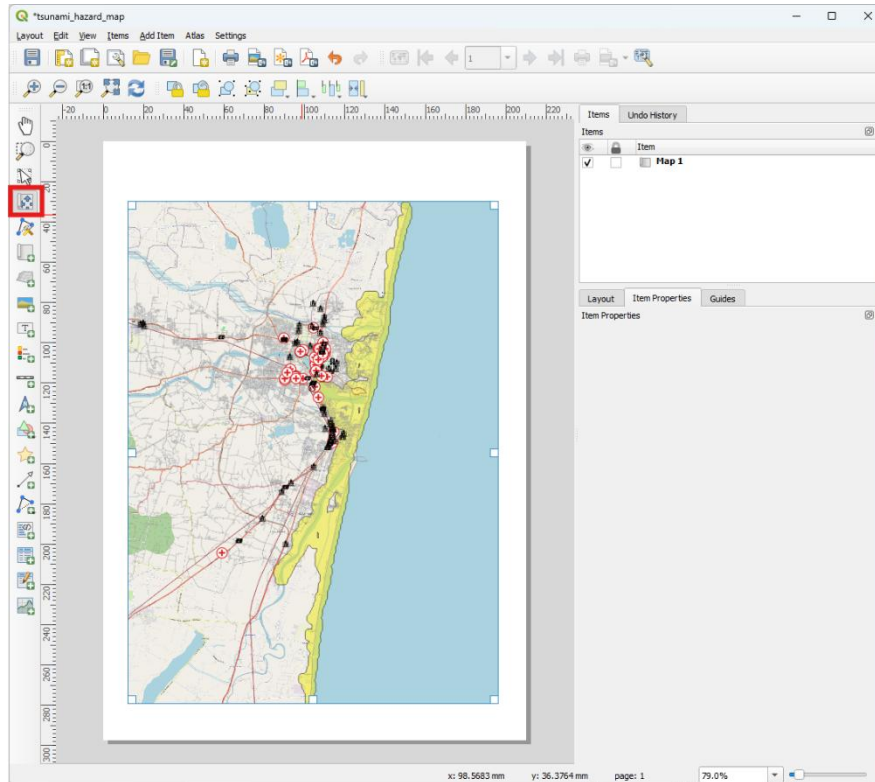 *tsunami_hazard_map
Layout Edit View Items Add Item Atlas Settings
1
-20 0 20 40 60 80 100 120 140 160 180 200 220
Items Undo History
Items
Item
Map 1
Layout Item Properties Guides
Item Properties
0
20
40
60
80
100
120
140
160
180
200
220
240
260
280
300
x: 98.5683 mm y: 36.3764 mm page: 1 79.0%